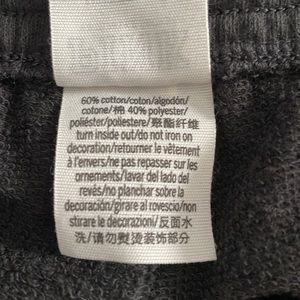 60% cotton/coton/algodón/
cotone/棉 40% polyester/
poliéster/poliestere/聚酯纤维
turn inside out/do not iron on
decoration/retourner le vêtement
à l'envers/ne pas repasser sur les
ornements/lavar del lado del
revés/no planchar sobre la
decoración/girare al rovescio/non
stirare le decorazioni/反面水
洗/请勿熨烫装饰部分